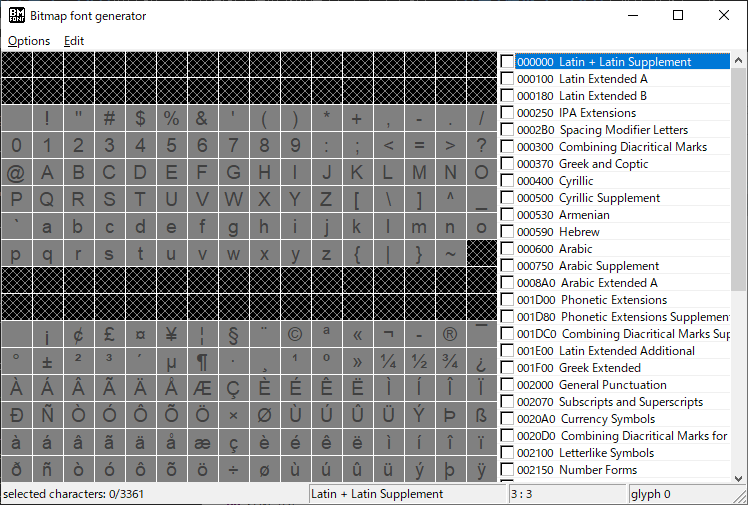 BM FONT Bitmap font generator
Options Edit
! " # $ % & ' ( ) * + , - . /
0 1 2 3 4 5 6 7 8 9 : ; < = > ?
@ A B C D E F G H I J K L M N O
P Q R S T U V W X Y Z [ \ ] ^ _
` a b c d e f g h i j k l m n o
p q r s t u v w x y z { | } ~
¡ ¢ £ ¤ ¥ ¦ § ¨ © ª « ¬ - ® ¯
° ± ² ³ ´ µ ¶ · ¸ ¹ º » ¼ ½ ¾ ¿
À Á Â Ã Ä Å Æ Ç È É Ê Ë Ì Í Î Ï
Ð Ñ Ò Ó Ô Õ Ö × Ø Ù Ú Û Ü Ý Þ ß
à á â ã ä å æ ç è é ê ë ì í î ï
ð ñ ò ó ô õ ö ÷ ø ù ú û ü ý þ ÿ
000000 Latin + Latin Supplement
000100 Latin Extended A
000180 Latin Extended B
000250 IPA Extensions
0002B0 Spacing Modifier Letters
000300 Combining Diacritical Marks
000370 Greek and Coptic
000400 Cyrillic
000500 Cyrillic Supplement
000530 Armenian
000590 Hebrew
000600 Arabic
000750 Arabic Supplement
0008A0 Arabic Extended A
001D00 Phonetic Extensions
001D80 Phonetic Extensions Supplement
001DC0 Combining Diacritical Marks Sup
001E00 Latin Extended Additional
001F00 Greek Extended
002000 General Punctuation
002070 Subscripts and Superscripts
0020A0 Currency Symbols
0020D0 Combining Diacritical Marks for
002100 Letterlike Symbols
002150 Number Forms
selected characters: 0/3361 Latin + Latin Supplement 3 : 3 glyph 0